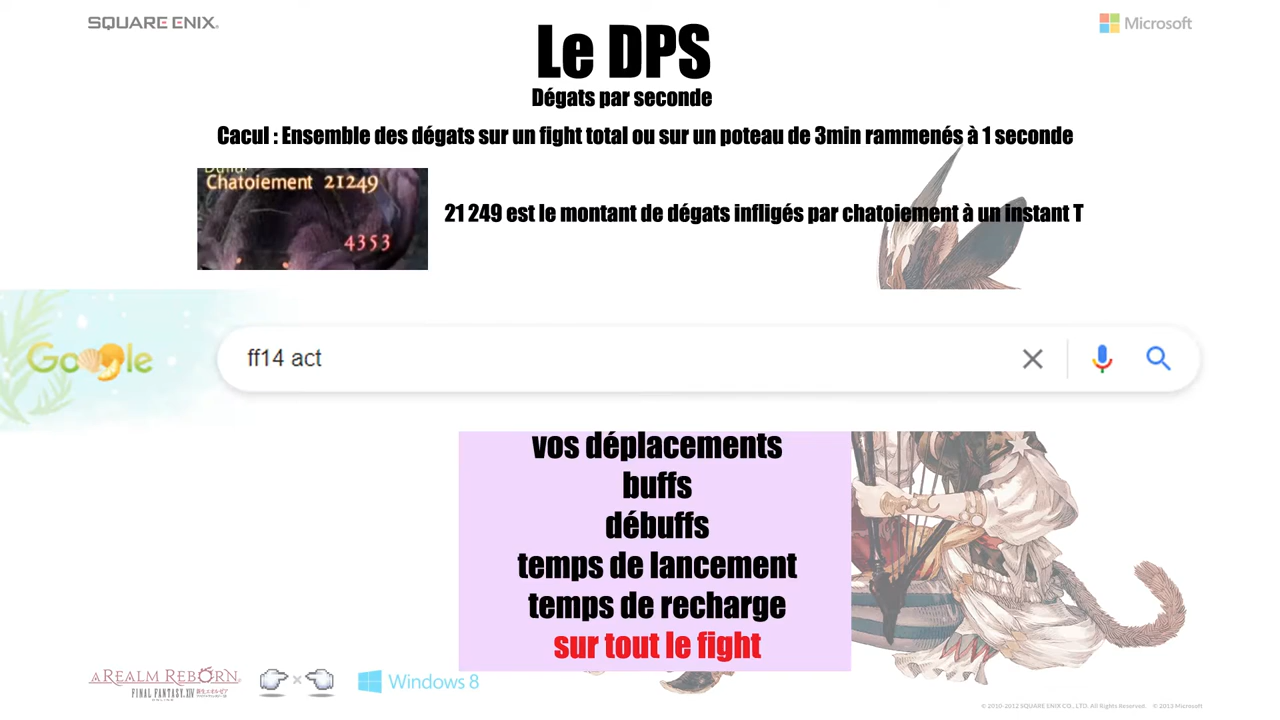 SQUARE ENIX.
Microsoft
Le DPS
Dégats par seconde
Cacul : Ensemble des dégats sur un fight total ou sur un poteau de 3min rammenés à 1 seconde
Chatoiement 21249
4353
21 249 est le montant de dégats infligés par chatoiement à un instant T
Google
ff14 act
vos déplacements
buffs
débuffs
temps de lancement
temps de recharge
sur tout le fight
A REALM REBORN
FINAL FANTASY XIV
ONLINE
×
Windows 8
© 2010-2012 SQUARE ENIX CO., LTD. All Rights Reserved. © 2013 Microsoft